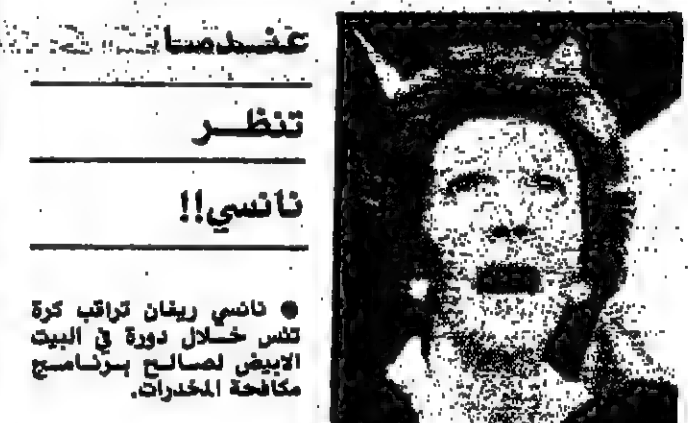 عندما
تنظر
نانسي!!
● نانسي ريغان تراقب كرة
تنس خلال دورة في البيت
الابيض لصالح برنامج
مكافحة المخدرات.